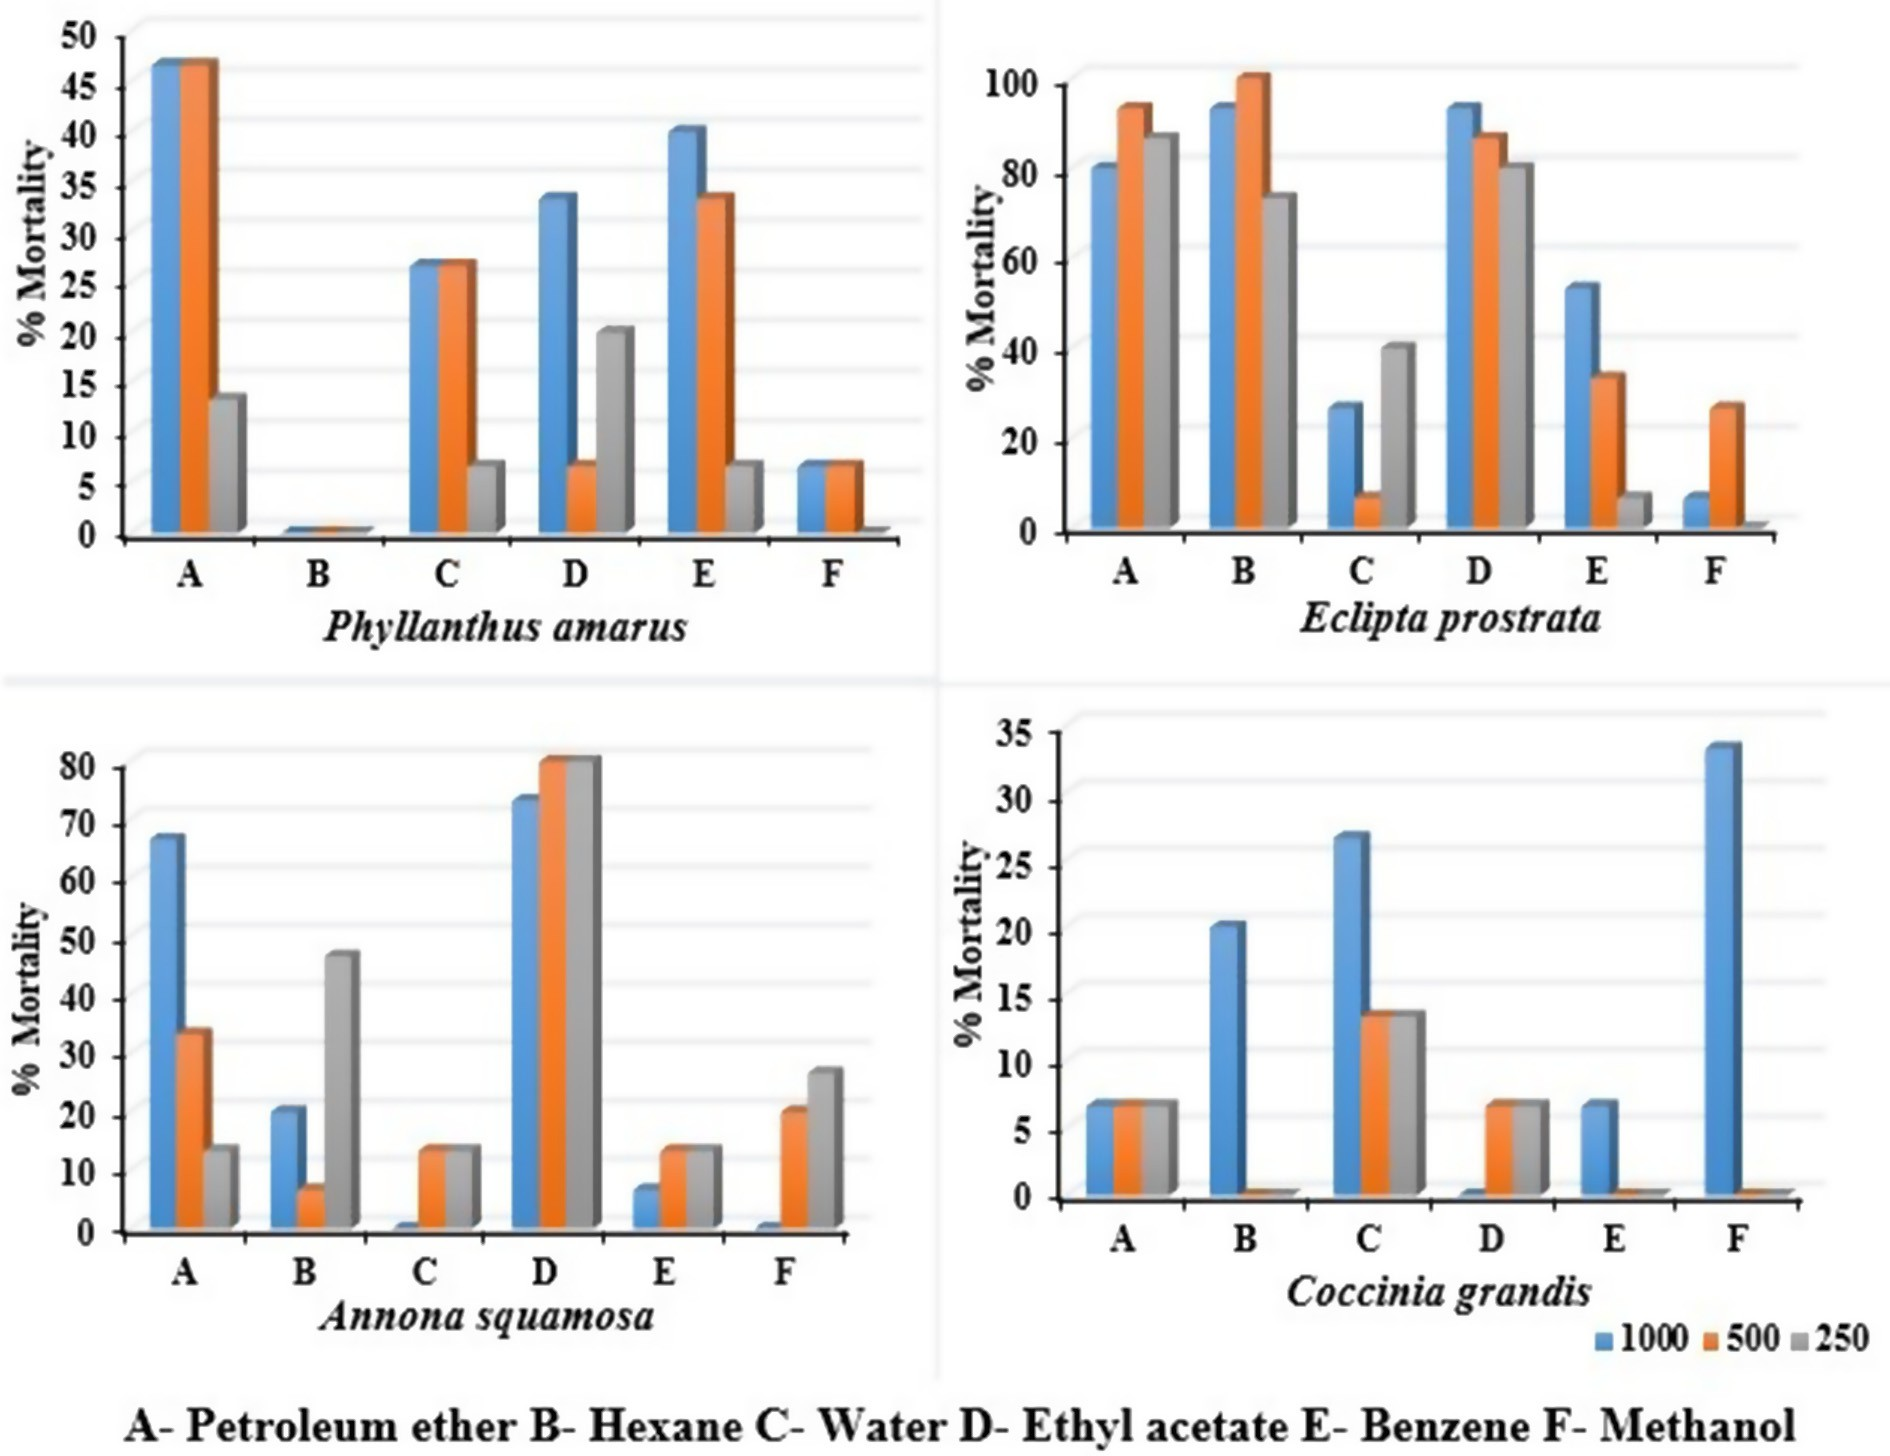 50
45
40
35
30
25
20
15
10
5
0
% Mortality
A B C D E F
Phyllanthus amarus
100
80
60
40
20
0
% Mortality
A B C D E F
Eclipta prostrata
80
70
60
50
40
30
20
10
0
% Mortality
A B C D E F
Annona squamosa
35
30
25
20
15
10
5
0
% Mortality
A B C D E F
Coccinia grandis
1000 500 250
A- Petroleum ether B- Hexane C- Water D- Ethyl acetate E- Benzene F- Methanol